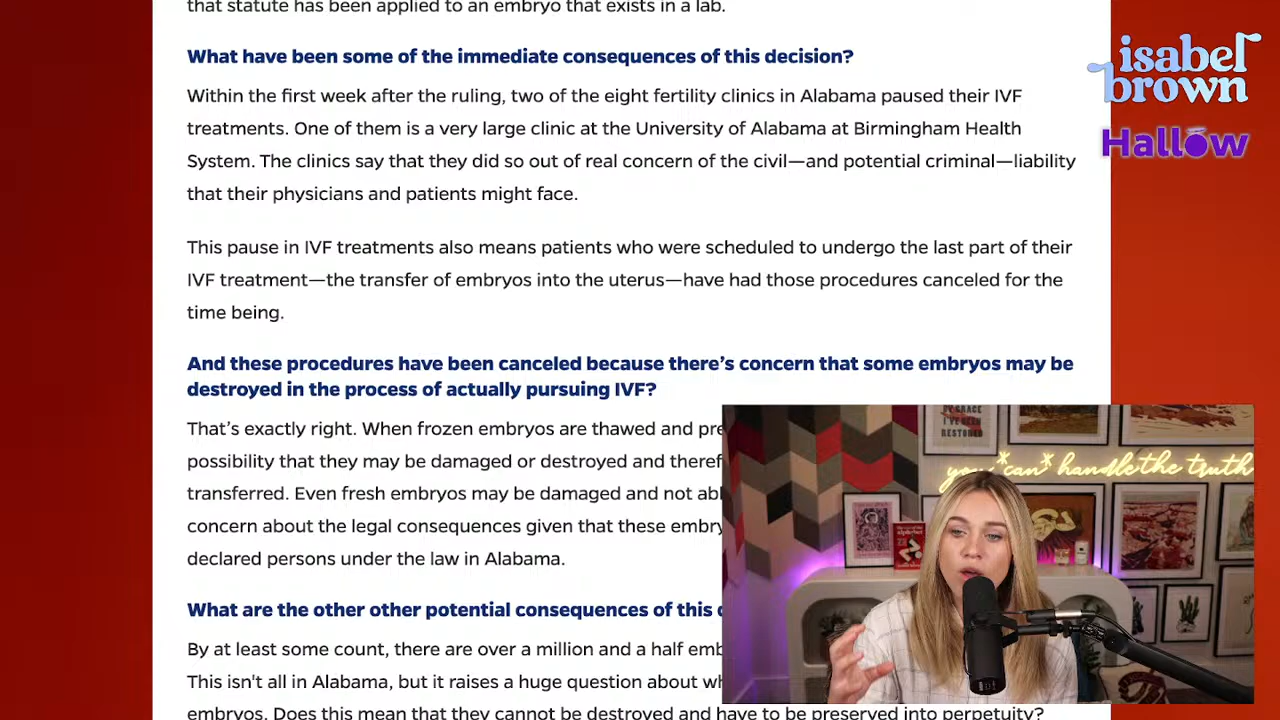 that statute has been applied to an embryo that exists in a lab.
What have been some of the immediate consequences of this decision?
Within the first week after the ruling, two of the eight fertility clinics in Alabama paused their IVF
treatments. One of them is a very large clinic at the University of Alabama at Birmingham Health
System. The clinics say that they did so out of real concern of the civil—and potential criminal—liability
that their physicians and patients might face.
This pause in IVF treatments also means patients who were scheduled to undergo the last part of their
IVF treatment—the transfer of embryos into the uterus—have had those procedures canceled for the
time being.
And these procedures have been canceled because there's concern that some embryos may be
destroyed in the process of actually pursuing IVF?
That's exactly right. When frozen embryos are thawed and pre
possibility that they may be damaged or destroyed and theref
transferred. Even fresh embryos may be damaged and not abl
concern about the legal consequences given that these embry
declared persons under the law in Alabama.
What are the other other potential consequences of this d
By at least some count, there are over a million and a half emb
This isn't all in Alabama, but it raises a huge question about wh
embryos. Does this mean that they cannot be destroyed and have to be preserved into perpetuity?
isabel
brown
Hallow
BY GRACE
I'VE BEEN
RESTORED
you *can* handle the truth